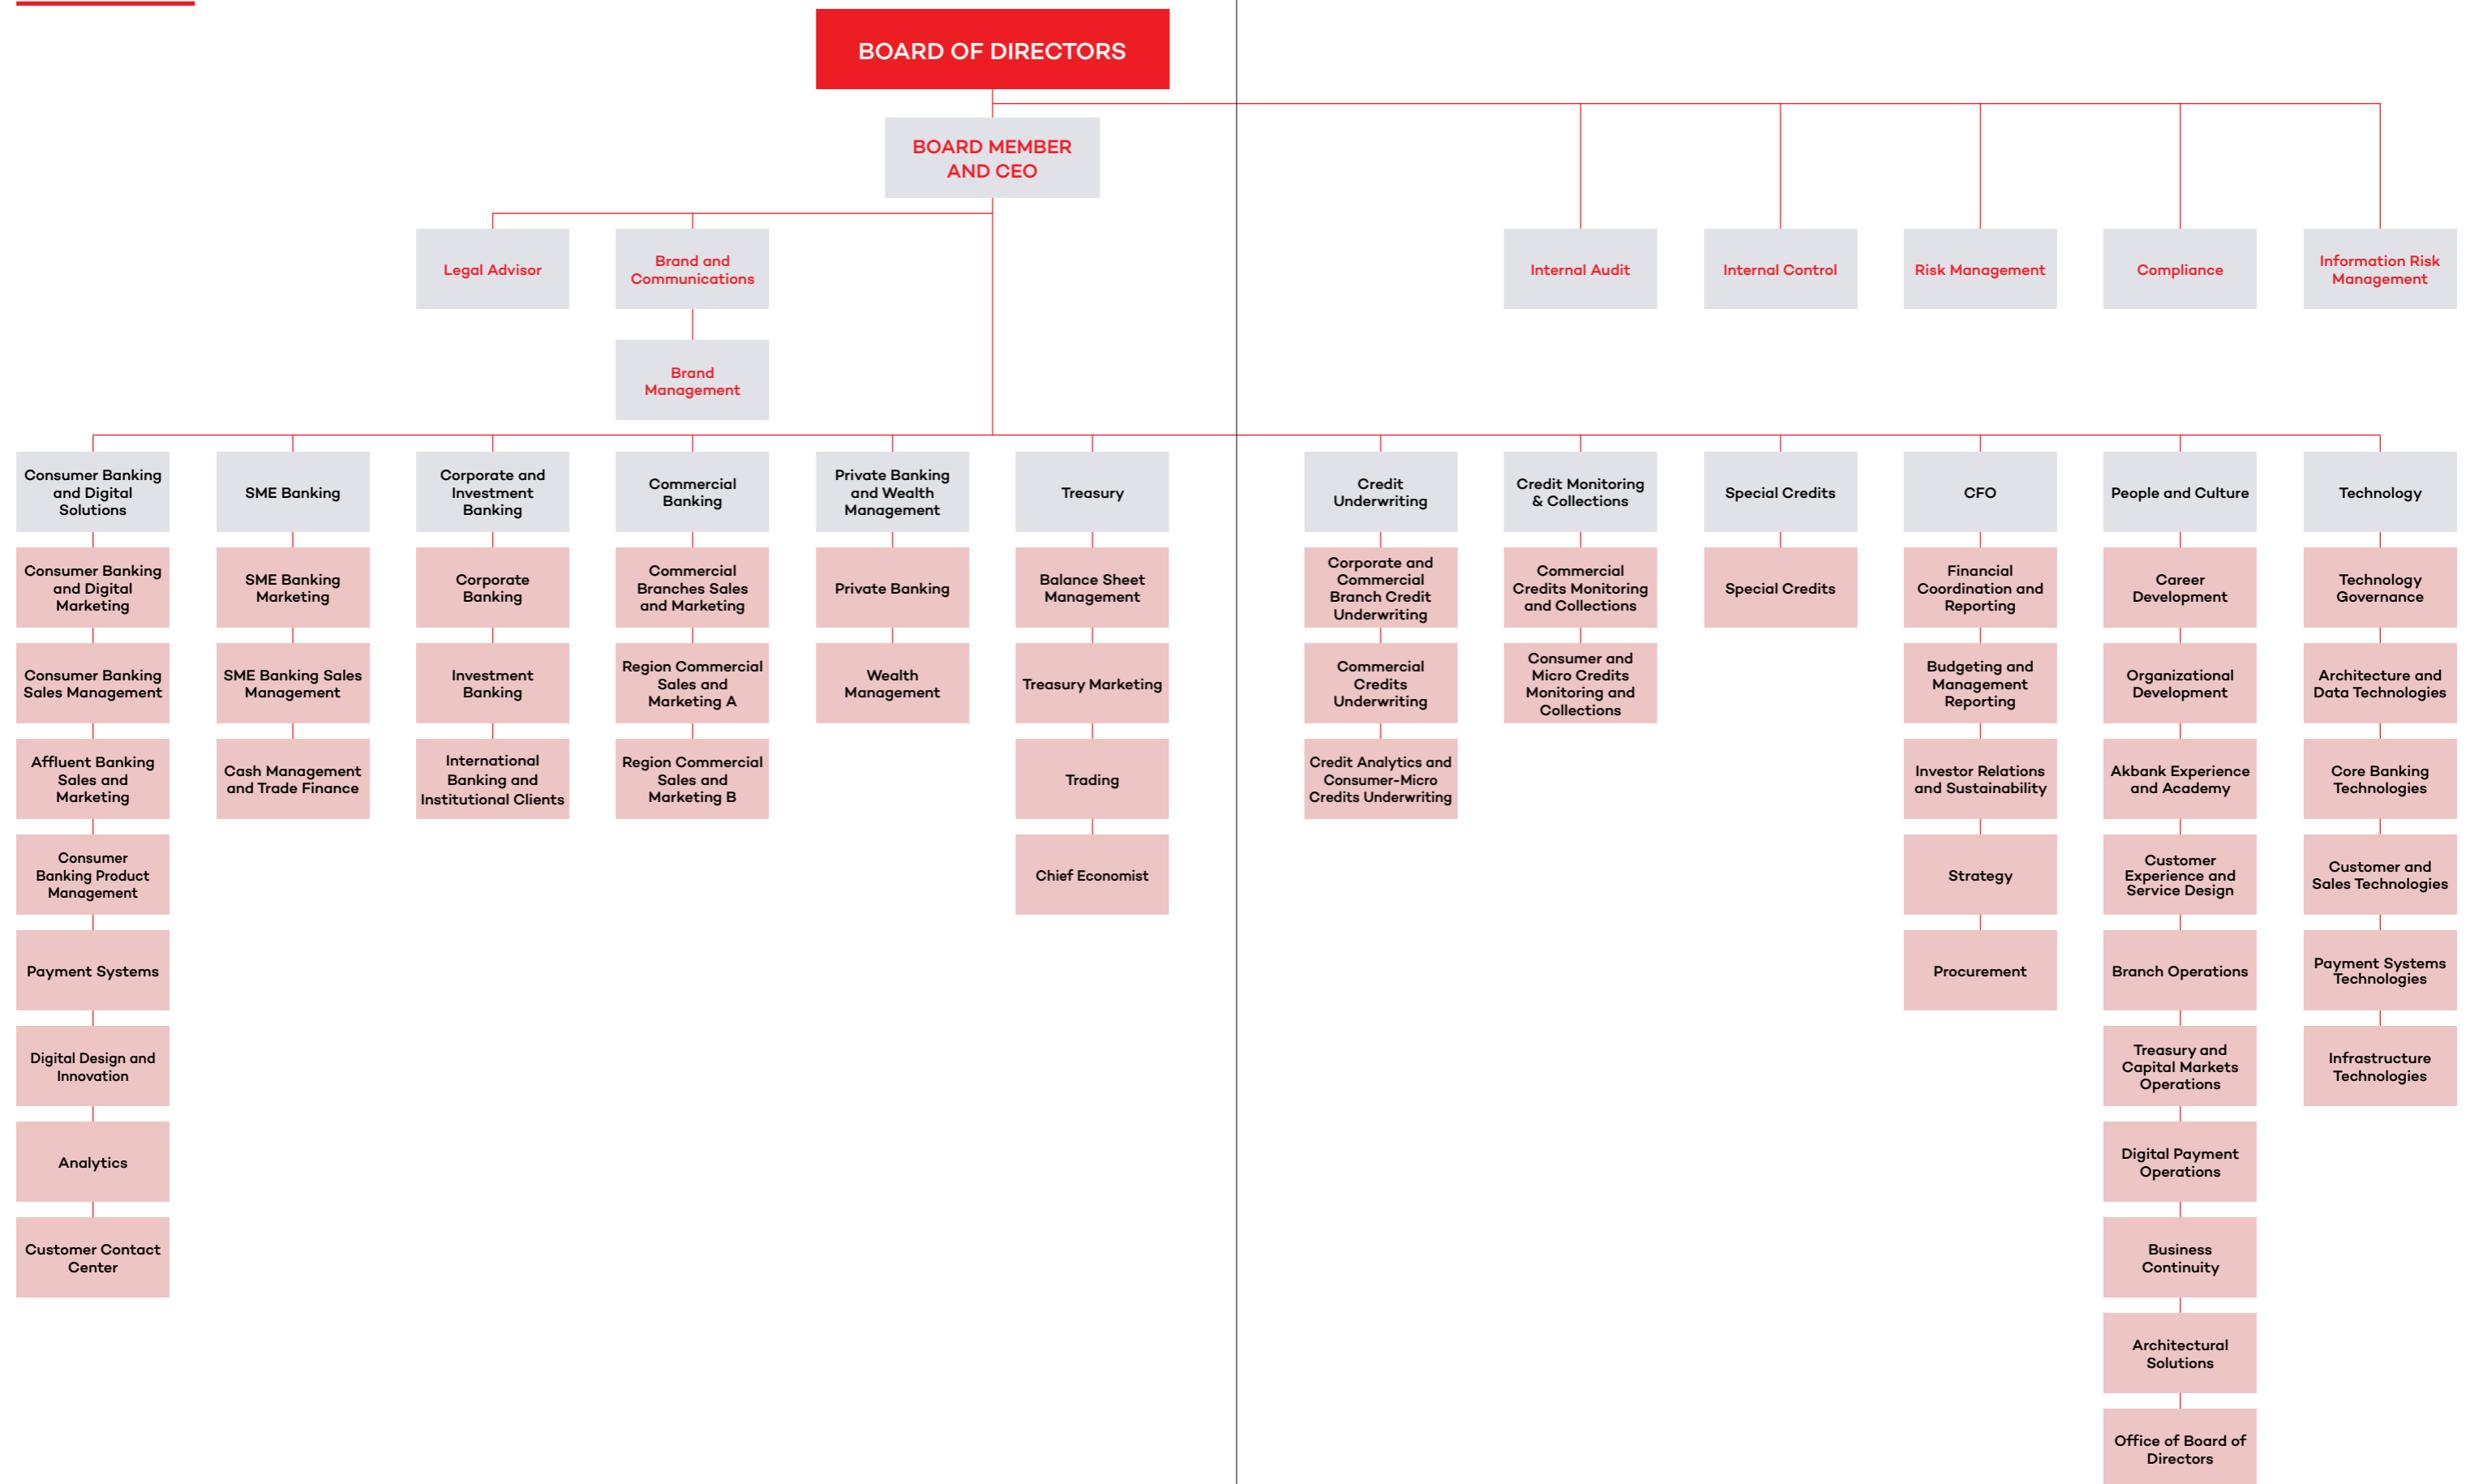 BOARD OF DIRECTORS
BOARD MEMBER
AND CEO
Legal Advisor
Brand and
Communications
Internal Audit
Internal Control
Risk Management
Compliance
Information Risk
Management
Brand
Management
Consumer Banking
and Digital
Solutions
SME Banking
Corporate and
Investment
Banking
Commercial
Banking
Private Banking
and Wealth
Management
Treasury
Credit
Underwriting
Credit Monitoring
& Collections
Special Credits
CFO
People and Culture
Technology
Consumer Banking
and Digital
Marketing
SME Banking
Marketing
Corporate
Banking
Commercial
Branches Sales
and Marketing
Private Banking
Balance Sheet
Management
Corporate and
Commercial
Branch Credit
Underwriting
Commercial
Credits Monitoring
and Collections
Special Credits
Financial
Coordination and
Reporting
Career
Development
Technology
Governance
Consumer Banking
Sales Management
SME Banking Sales
Management
Investment
Banking
Region Commercial
Sales and
Marketing A
Wealth
Management
Treasury Marketing
Commercial
Credits
Underwriting
Consumer and
Micro Credits
Monitoring and
Collections
Budgeting and
Management
Reporting
Organizational
Development
Architecture and
Data Technologies
Affluent Banking
Sales and
Marketing
Cash Management
and Trade Finance
International
Banking and
Institutional Clients
Region Commercial
Sales and
Marketing B
Trading
Credit Analytics and
Consumer-Micro
Credits Underwriting
Investor Relations
and Sustainability
Akbank Experience
and Academy
Core Banking
Technologies
Consumer
Banking Product
Management
Chief Economist
Strategy
Customer
Experience and
Service Design
Customer and
Sales Technologies
Payment Systems
Procurement
Branch Operations
Payment Systems
Technologies
Digital Design and
Innovation
Treasury and
Capital Markets
Operations
Infrastructure
Technologies
Analytics
Digital Payment
Operations
Customer Contact
Center
Business
Continuity
Architectural
Solutions
Office of Board of
Directors